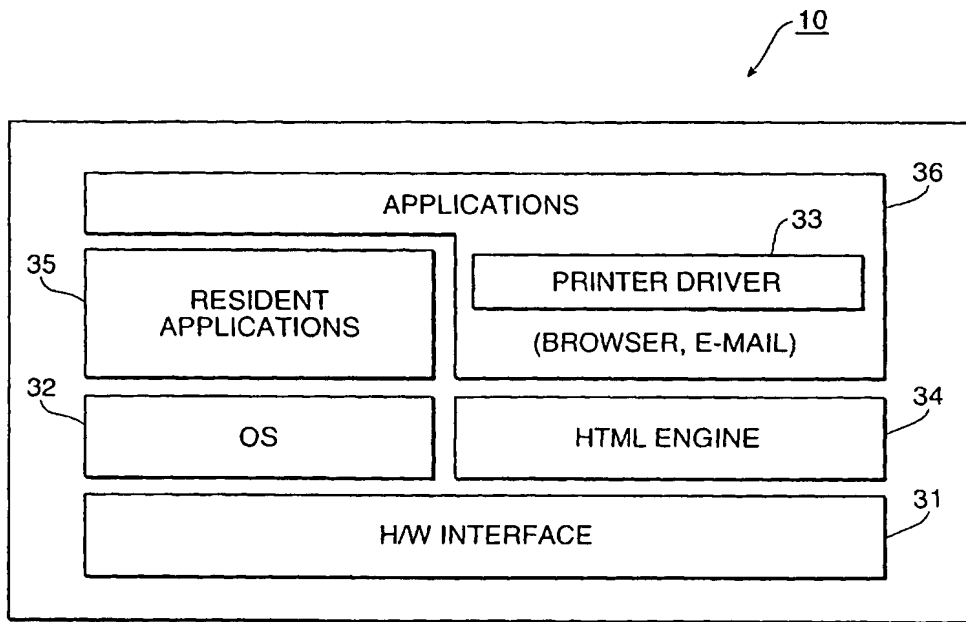 10
36
APPLICATIONS
33
35
PRINTER DRIVER
RESIDENT
APPLICATIONS
(BROWSER, E-MAIL)
32
34
OS
HTML ENGINE
31
H/W INTERFACE